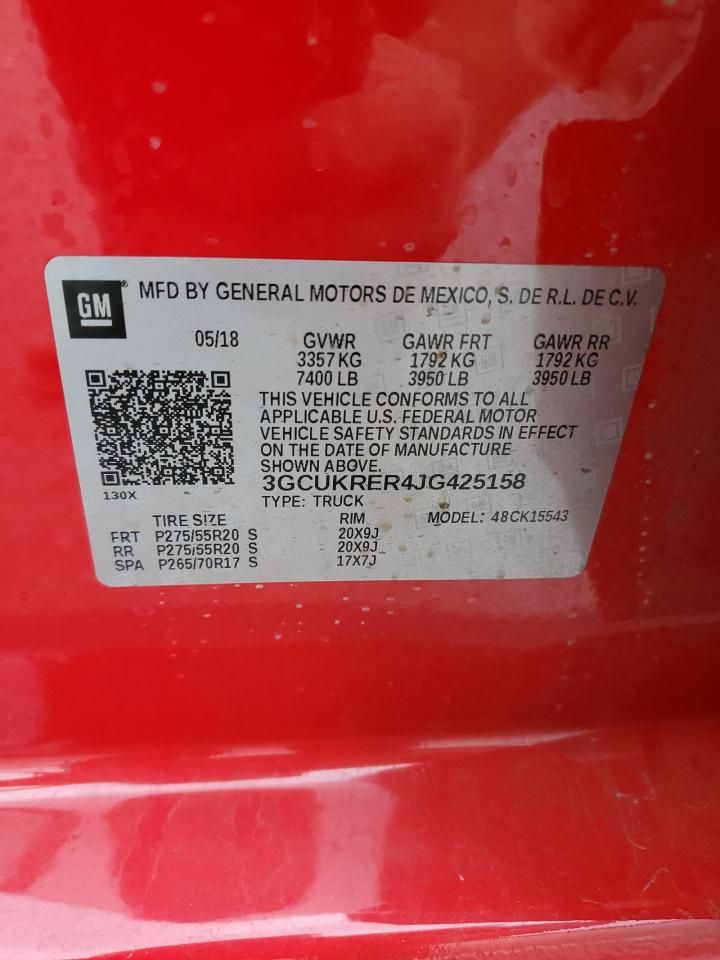 GM
MFD BY GENERAL MOTORS DE MEXICO, S. DE R.L. DE C.V.
05/18 GVWR GAWR FRT GAWR RR
3357 KG 1792 KG 1792 KG
7400 LB 3950 LB 3950 LB
THIS VEHICLE CONFORMS TO ALL
APPLICABLE U.S. FEDERAL MOTOR
VEHICLE SAFETY STANDARDS IN EFFECT
ON THE DATE OF MANUFACTURE
SHOWN ABOVE.
130X
3GCUKRER4JG425158
TYPE: TRUCK
TIRE SIZE RIM MODEL: 48CK15543
FRT P275/55R20 S 20X9J
RR P275/55R20 S 20X9J
SPA P265/70R17 S 17X7J